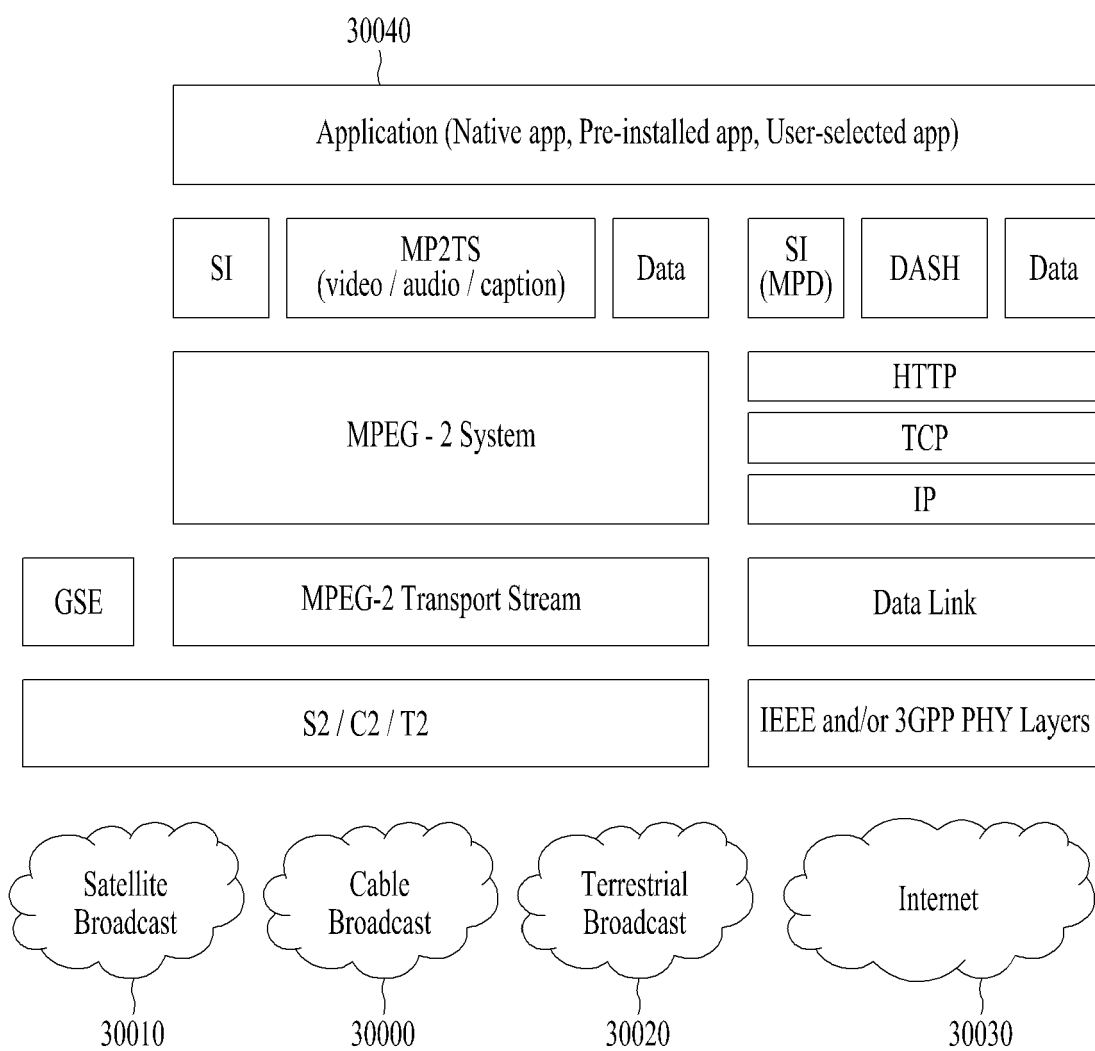 30040
Application (Native app, Pre-installed app, User-selected app)
SI
MP2TS
(video / audio / caption)
Data
SI
(MPD)
DASH
Data
MPEG - 2 System
HTTP
TCP
IP
GSE
MPEG-2 Transport Stream
Data Link
S2 / C2 / T2
IEEE and/or 3GPP PHY Layers
Satellite
Broadcast
Cable
Broadcast
Terrestrial
Broadcast
Internet
30010
30000
30020
30030